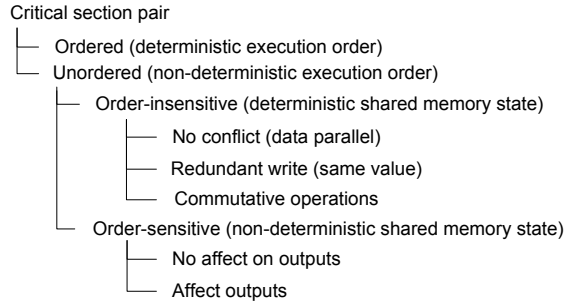 Critical section pair
Ordered (deterministic execution order)
Unordered (non-deterministic execution order)
Order-insensitive (deterministic shared memory state)
No conflict (data parallel)
Redundant write (same value)
Commutative operations
Order-sensitive (non-deterministic shared memory state)
No affect on outputs
Affect outputs